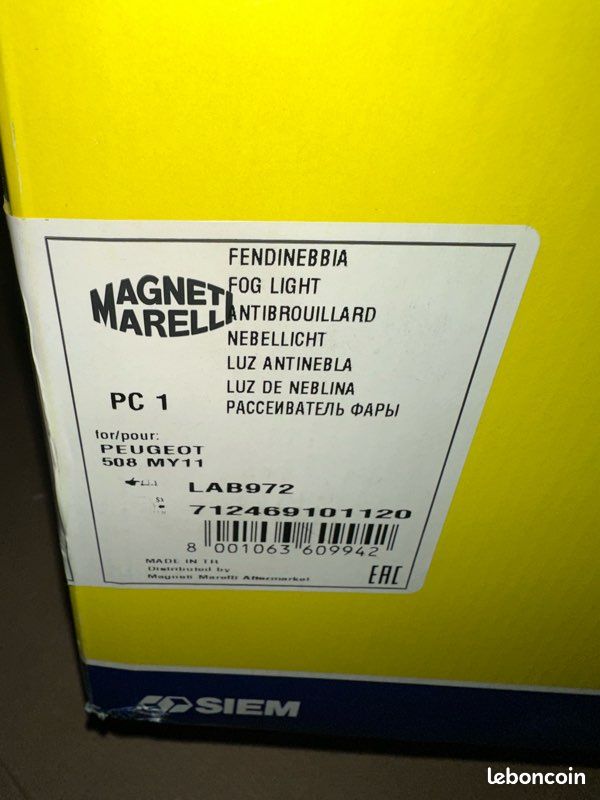 FENDINEBBIA
FOG LIGHT
ANTIBROUILLARD
NEBELLICHT
LUZ ANTINEBLA
LUZ DE NEBLINA
РАССЕИВАТЕЛЬ ФАРЫ
MAGNETI
MARELLI
PC 1
for/pour:
PEUGEOT
508 MY11
LAB972
712469101120
8 001063 609942
MADE IN TR
Distributed by
Magneti Marelli Aftermarket
EAC
SIEM
leboncoin